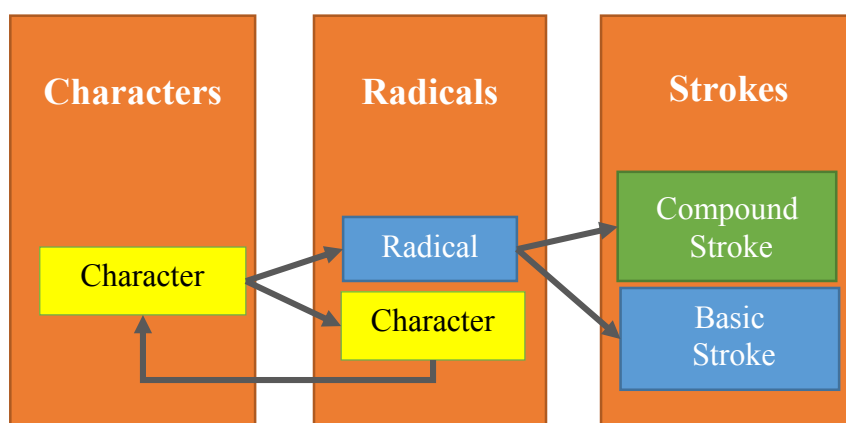 Characters
Radicals
Strokes
Character
Radical
Character
Compound
Stroke
Basic
Stroke